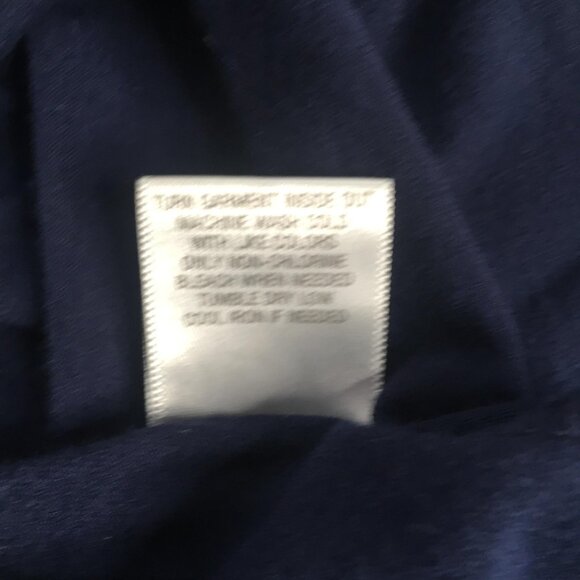 TURN GARMENT INSIDE OUT
MACHINE WASH COLD
WITH LIKE COLORS
ONLY NON-CHLORINE
BLEACH WHEN NEEDED
TUMBLE DRY LOW
COOL IRON IF NEEDED